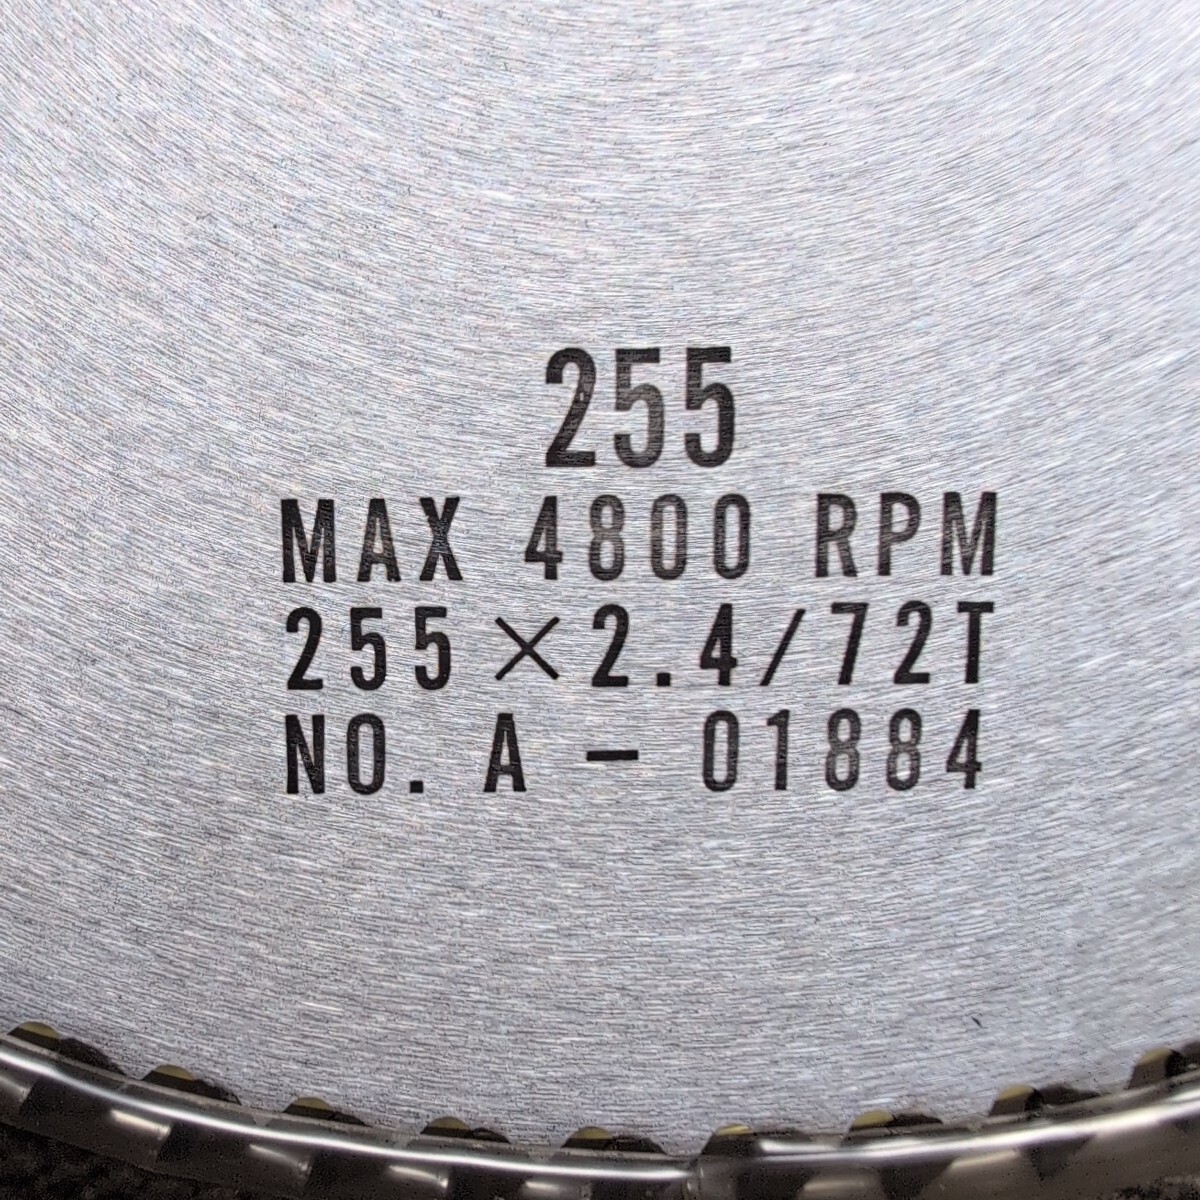 255
MAX 4800 RPM
255×2.4/72T
NO. A - 01884